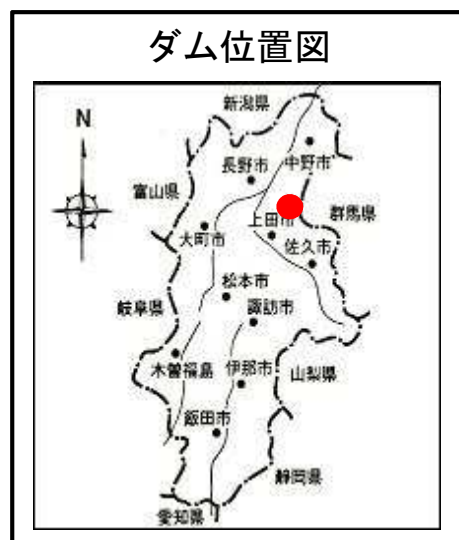 ダム位置図
新潟県
N
中野市
長野市
富山県
群馬県
上田市
大町市
佐久市
松本市
諏訪市
岐阜県
木曽福島
伊那市
山梨県
飯田市
静岡県
愛知県